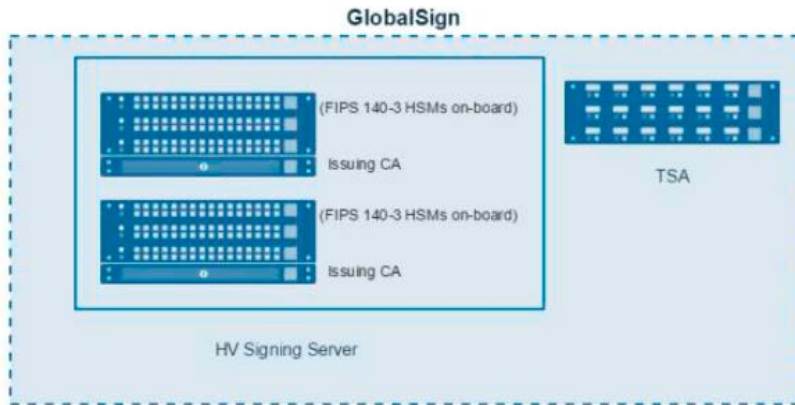 GlobalSign
(FIPS 140-3 HSMs on-board)
Issuing CA
TSA
(FIPS 140-3 HSMs on-board)
Issuing CA
HV Signing Server